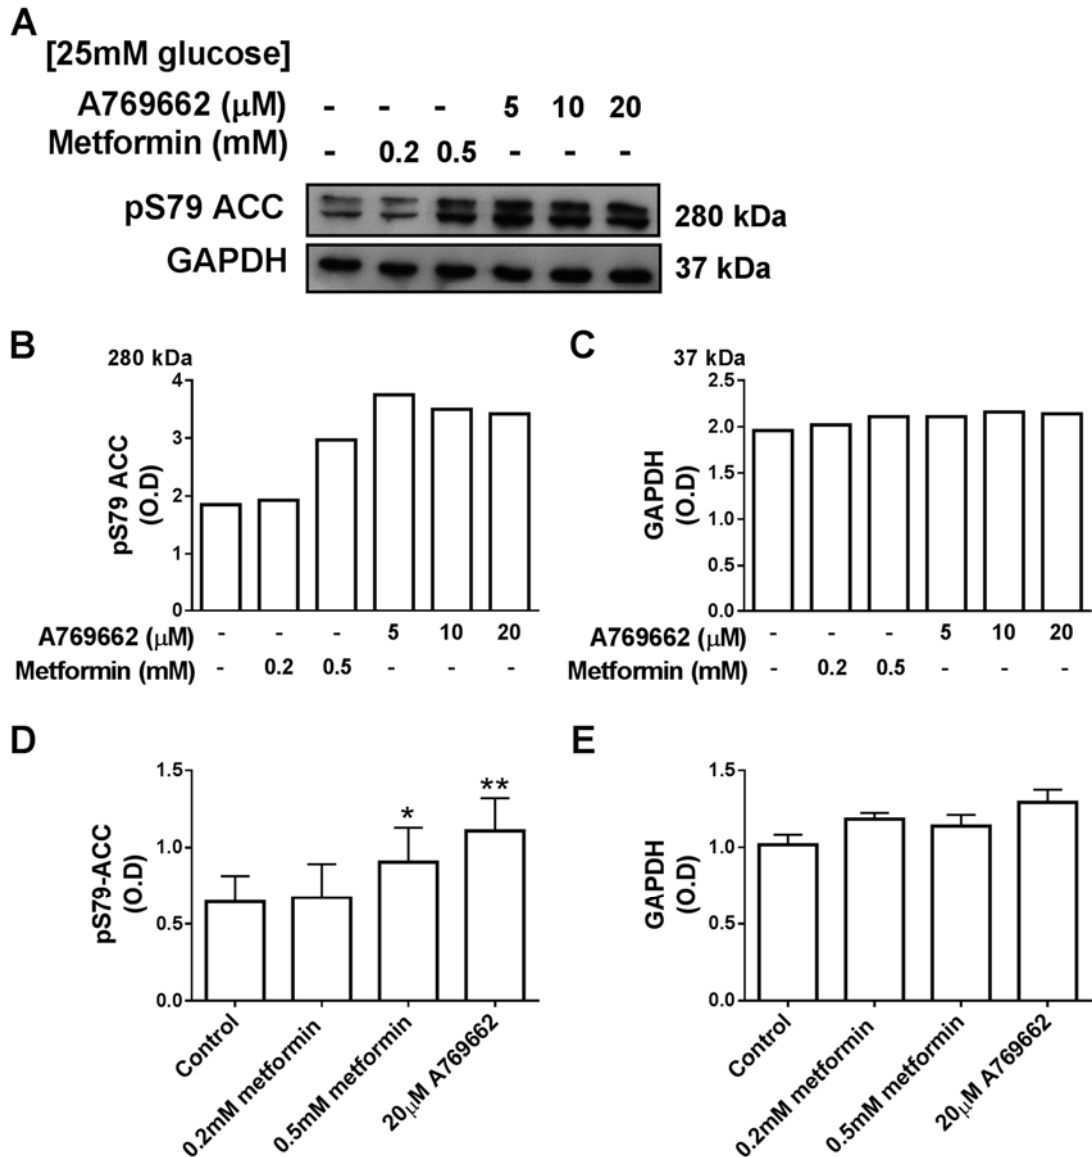 A
[25mM glucose]
A769662 (μM) - - - 5 10 20
Metformin (mM) - 0.2 0.5 - - -
pS79 ACC 280 kDa
GAPDH 37 kDa
B
280 kDa
pS79 ACC
(O.D)
4
3
2
1
0
A769662 (μM) - - - 5 10 20
Metformin (mM) - 0.2 0.5 - - -
C
37 kDa
GAPDH
(O.D)
2.5
2.0
1.5
1.0
0.5
0.0
A769662 (μM) - - - 5 10 20
Metformin (mM) - 0.2 0.5 - - -
D
pS79-ACC
(O.D)
1.5
1.0
0.5
0.0
* **
Control
0.2mM metformin
0.5mM metformin
20μM A769662
E
GAPDH
(O.D)
1.5
1.0
0.5
0.0
Control
0.2mM metformin
0.5mM metformin
20μM A769662